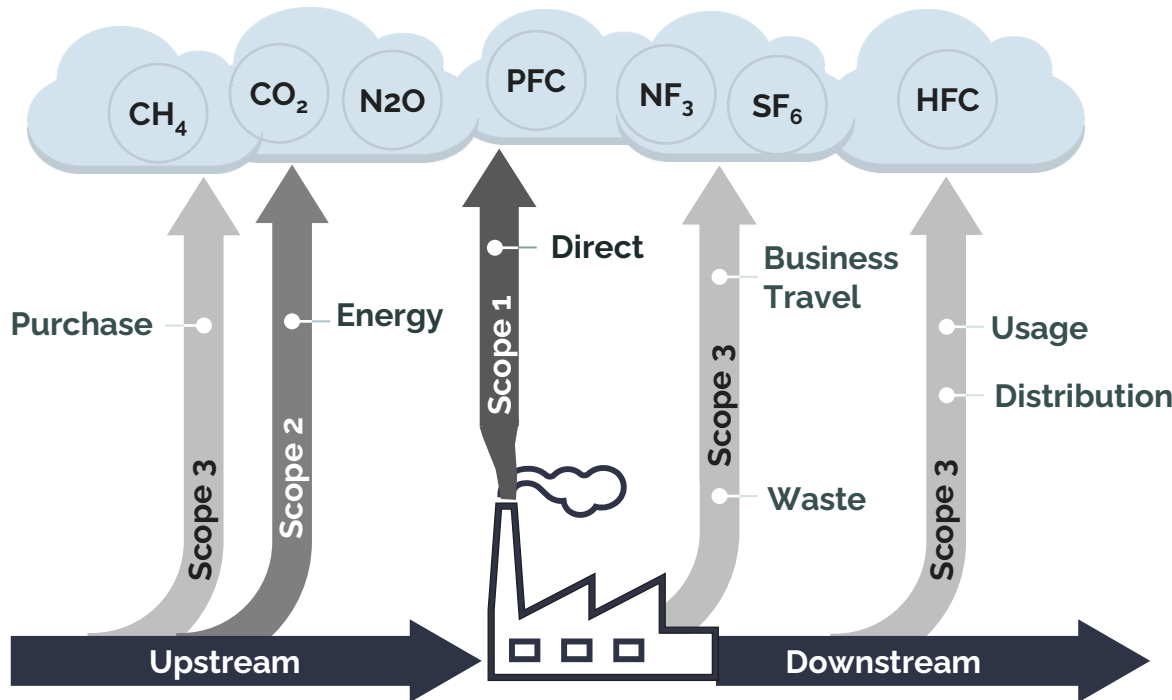 CH₄
CO₂
N2O
PFC
NF₃
SF₆
HFC
Direct
Business
Travel
Purchase
Energy
Usage
Distribution
Waste
Scope 3
Scope 2
Scope 1
Scope 3
Scope 3
Upstream
Downstream